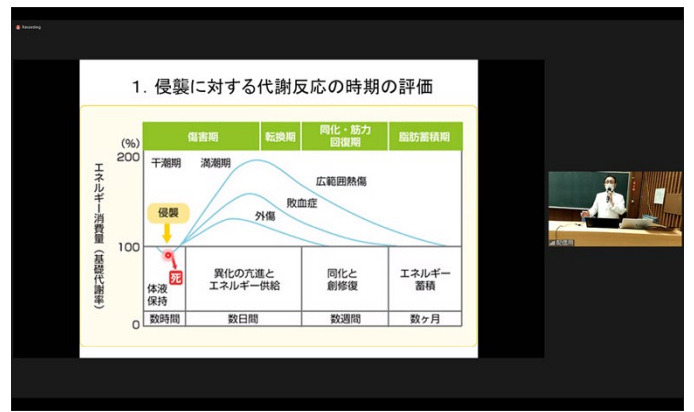 Recording
1. 侵襲に対する代謝反応の時期の評価
傷害期
転換期
同化・筋力
回復期
脂肪蓄積期
(%)
200
100
0
エネルギー消費量(基礎代謝率)
干潮期
満潮期
広範囲熱傷
敗血症
外傷
侵襲
死
体液
保持
異化の亢進と
エネルギー供給
同化と
創修復
エネルギー
蓄積
数時間
数日間
数週間
数ヶ月
配信用